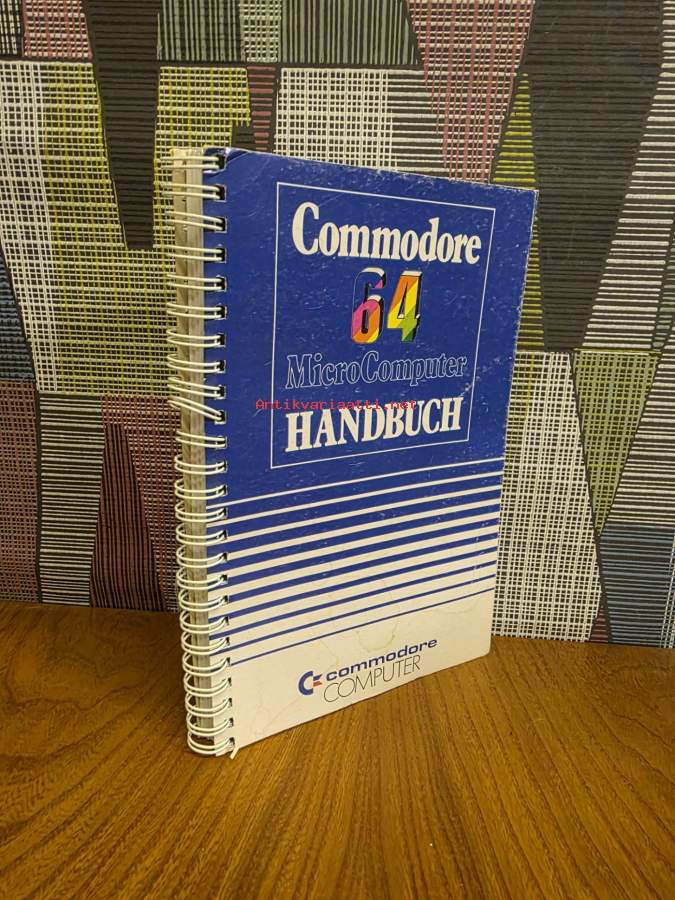 Commodore
64
MicroComputer
Antikvariaatti.net
HANDBUCH
commodore
COMPUTER